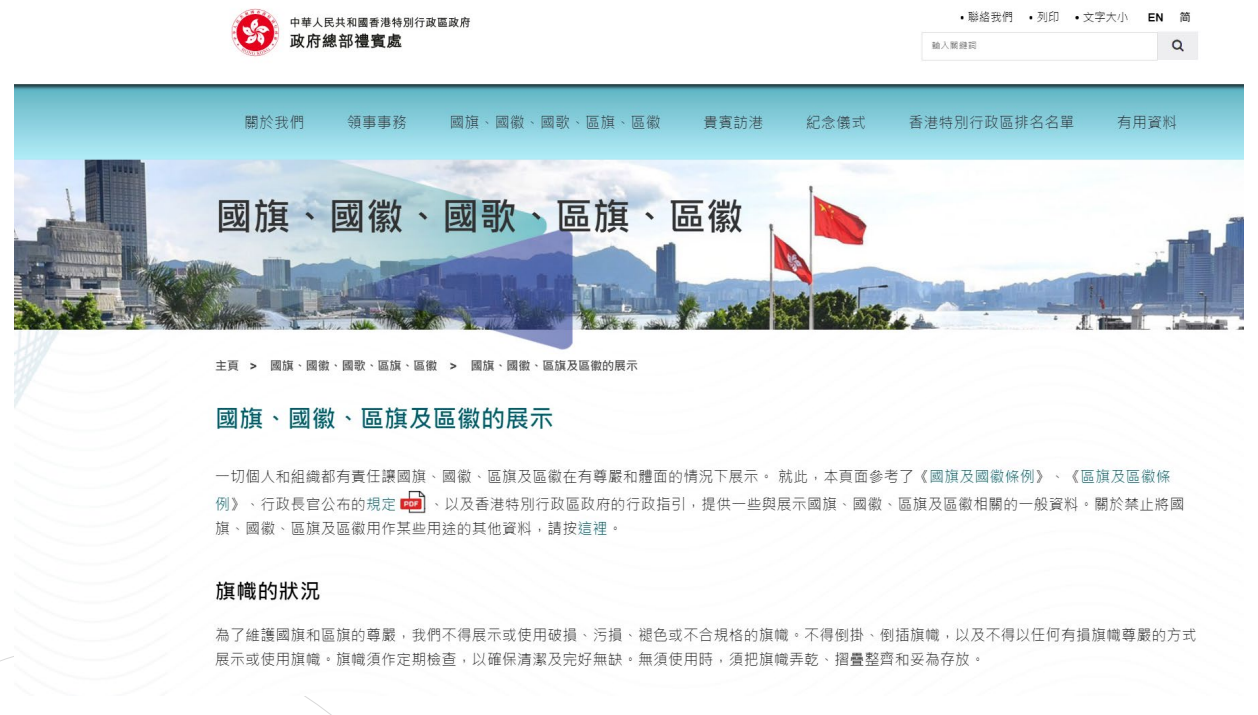 中華人民共和國香港特別行政區政府
政府總部禮賓處
•聯絡我們 •列印 •文字大小 EN 简
輸入關鍵詞
關於我們 領事事務 國旗、國徽、國歌、區旗、區徽 貴賓訪港 紀念儀式 香港特別行政區排名名單 有用資料
國旗、國徽、國歌、區旗、區徽
主頁 > 國旗、國徽、國歌、區旗、區徽 > 國旗、國徽、區旗及區徽的展示
國旗、國徽、區旗及區徽的展示
一切個人和組織都有責任讓國旗、國徽、區旗及區徽在有尊嚴和體面的情況下展示。 就此，本頁面參考了《國旗及國徽條例》、《區旗及區徽條
例》、行政長官公布的規定 PDF 、以及香港特別行政區政府的行政指引，提供一些與展示國旗、國徽、區旗及區徽相關的一般資料。關於禁止將國
旗、國徽、區旗及區徽用作某些用途的其他資料，請按這裡。
旗幟的狀況
為了維護國旗和區旗的尊嚴，我們不得展示或使用破損、污損、褪色或不合規格的旗幟。不得倒掛、倒插旗幟，以及不得以任何有損旗幟尊嚴的方式
展示或使用旗幟。旗幟須作定期檢查，以確保清潔及完好無缺。無須使用時，須把旗幟弄乾、摺疊整齊和妥為存放。